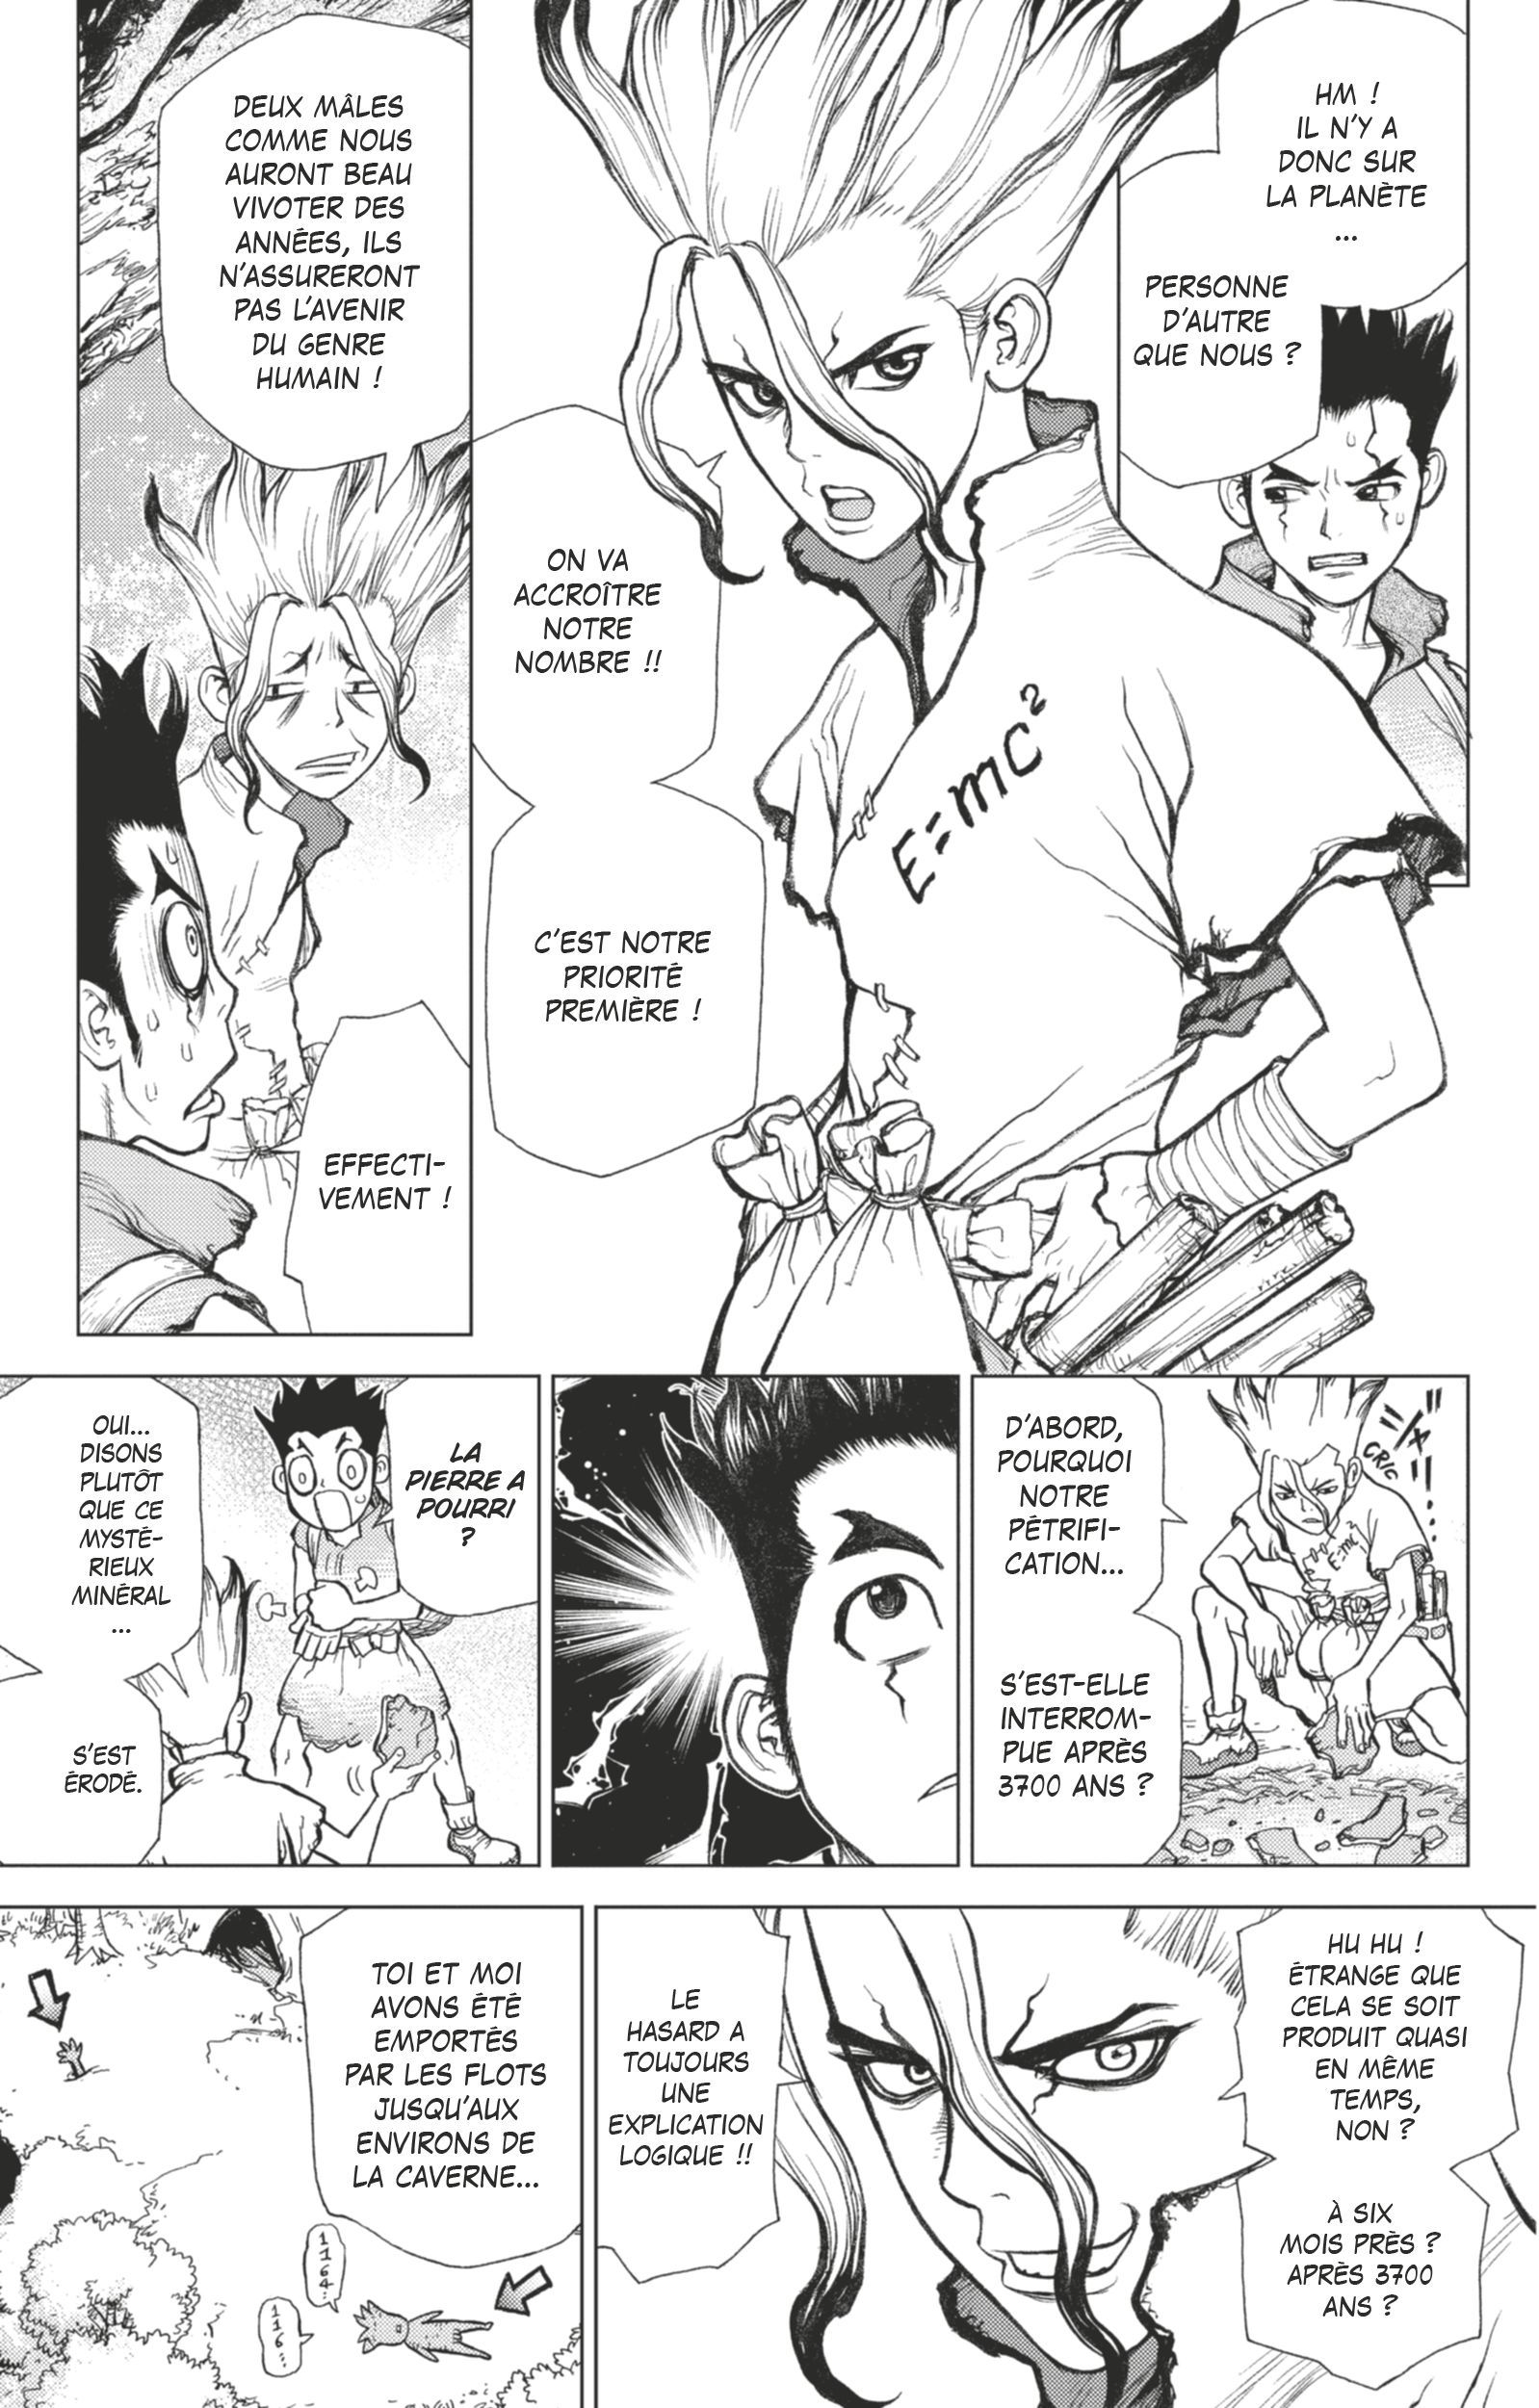 HM !
IL N'Y A
DONC SUR
LA PLANÈTE
...
PERSONNE
D'AUTRE
QUE NOUS ?
ON VA
ACCROÎTRE
NOTRE
NOMBRE !!
E=mc²
C'EST NOTRE
PRIORITÉ
PREMIÈRE !
DEUX MÂLES
COMME NOUS
AURONT BEAU
VIVOTER DES
ANNÉES, ILS
N'ASSURERONT
PAS L'AVENIR
DU GENRE
HUMAIN !
EFFECTI-
VEMENT !
GRIC
E=mc²
D'ABORD,
POURQUOI
NOTRE
PÉTRIFI-
CATION...
S'EST-ELLE
INTERROM-
PUE APRÈS
3700 ANS ?
LA
PIERRE A
POURRI
?
OUI...
DISONS
PLUTÔT
QUE CE
MYSTÉ-
RIEUX
MINÉRAL
...
S'EST
ÉRODÉ.
HU HU !
ÉTRANGE QUE
CELA SE SOIT
PRODUIT QUASI
EN MÊME
TEMPS,
NON ?
À SIX
MOIS PRÈS ?
APRÈS 3700
ANS ?
LE
HASARD A
TOUJOURS
UNE
EXPLICATION
LOGIQUE !!
TOI ET MOI
AVONS ÉTÉ
EMPORTÉS
PAR LES FLOTS
JUSQU'AUX
ENVIRONS DE
LA CAVERNE...
1164...
116...